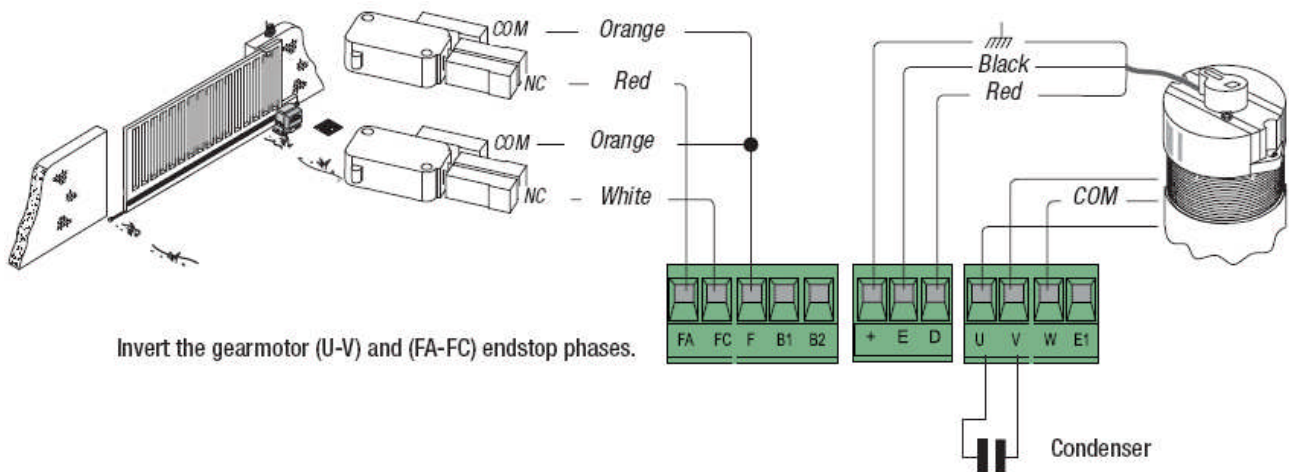 COM
Orange
NC
Red
COM
Orange
NC
White
Black
Red
COM
FA FC F B1 B2
+ E D
U V W E1
Invert the gearmotor (U-V) and (FA-FC) endstop phases.
Condenser